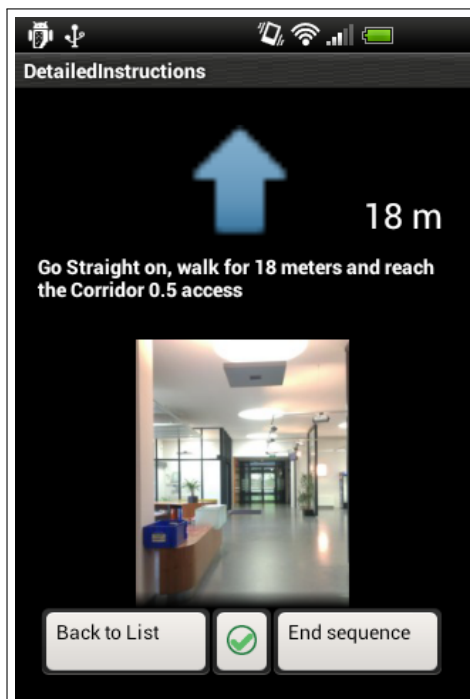 DetailedInstructions
18 m
Go Straight on, walk for 18 meters and reach
the Corridor 0.5 access
Back to List
End sequence